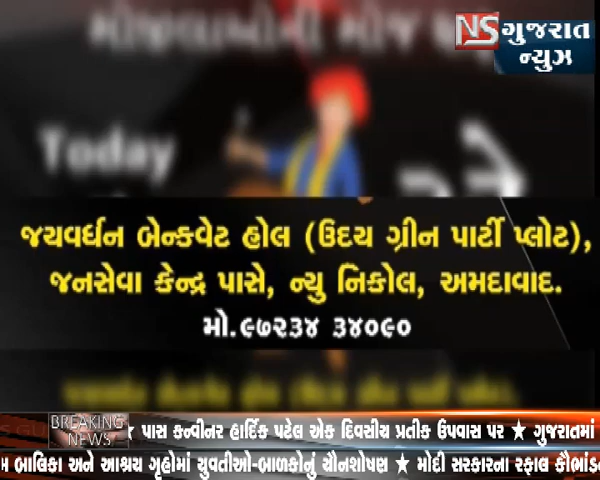 NS ગુજરાત
ન્યુઝ
Today
જયવર્ધન બેન્કવેટ હોલ (ઉદય ગ્રીન પાર્ટી પ્લોટ),
જનસેવા કેન્દ્ર પાસે, ન્યુ નિકોલ, અમદાવાદ.
મો.૯૭૨૩૪ ૩૪૦૯૦
BREAKING
NEWS
★ પાસ કન્વીનર હાર્દિક પટેલ એક દિવસીય પ્રતીક ઉપવાસ પર ★ ગુજરાતમાં
મ બાલિકા અને આશ્રય ગૃહોમાં યુવતીઓ-બાળકોનું યૌનશોષણ ★ મોદી સરકારના રફાલ કૌભાંડ